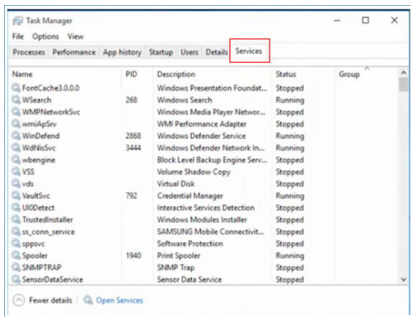 Task Manager
File Options View
Processes Performance App history Startup Users Details Services
Name PID Description Status Group
FontCache3.0.0.0 Windows Presentation Foundat... Stopped
WSearch 268 Windows Search Running
WMPNetworkSvc Windows Media Player Networ... Running
wmiApSrv WMI Performance Adapter Stopped
WinDefend 2868 Windows Defender Service Running
WdNisSvc 3444 Windows Defender Network In... Running
wbengine Block Level Backup Engine Serv... Stopped
VSS Volume Shadow Copy Stopped
vds Virtual Disk Stopped
VaultSvc 792 Credential Manager Running
UI0Detect Interactive Services Detection Stopped
TrustedInstaller Windows Modules Installer Stopped
ss_conn_service SAMSUNG Mobile Connectivit... Stopped
sppsvc Software Protection Stopped
Spooler 1940 Print Spooler Running
SNMPTRAP SNMP Trap Stopped
SensorDataService Sensor Data Service Stopped
Fewer details Open Services